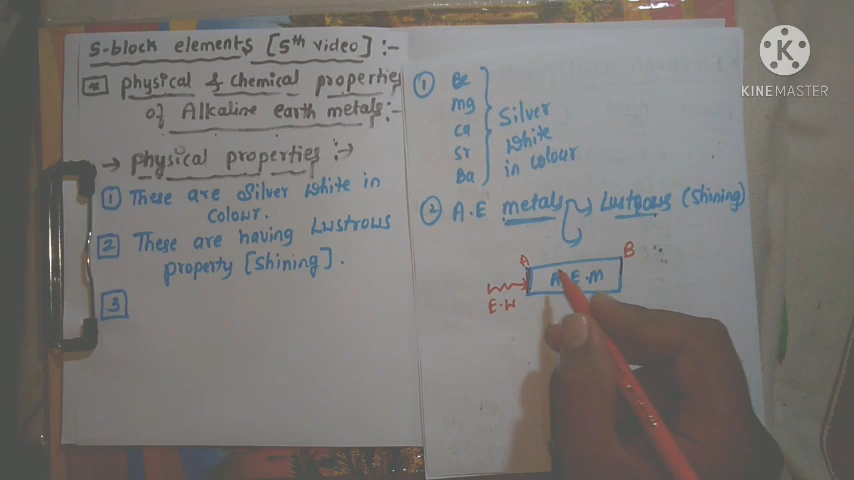 S-block elements [5th video] :-
* physical & chemical properties
of Alkaline earth metals:-
→ physical properties :→
1 These are Silver White in
colour.
2 These are having Lustrows
property [Shining].
3
1 Be
mg
ca
sr
Ba
Silver
White
in colour
2 A.E metals Lustrous (Shining)
A B
E.W
A.E.M
KINEMASTER